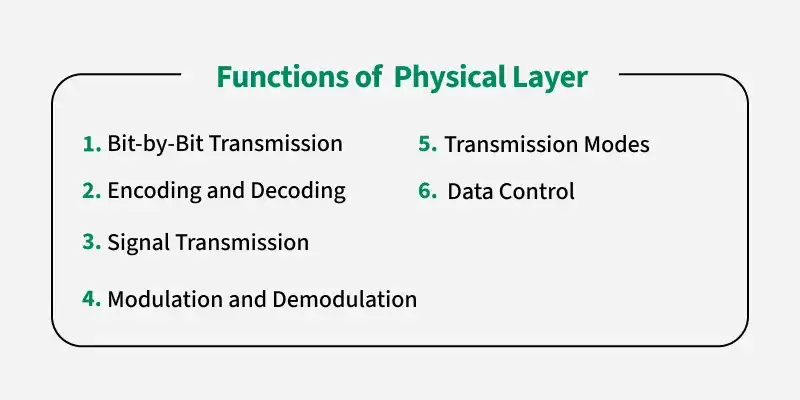 Functions of Physical Layer
1. Bit-by-Bit Transmission
2. Encoding and Decoding
3. Signal Transmission
4. Modulation and Demodulation
5. Transmission Modes
6. Data Control